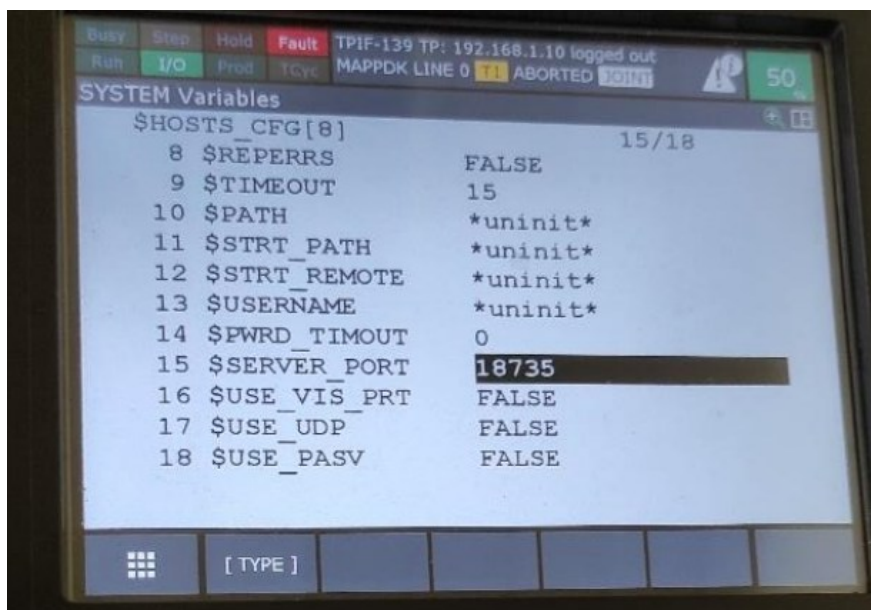 Busy Step Hold Fault TPIF-139 TP: 192.168.1.10 logged out
Run I/O Prod TCyc MAPPDK LINE 0 T1 ABORTED JOINT
50
%
SYSTEM Variables
$HOSTS_CFG[8] 15/18
8 $REPERRS FALSE
9 $TIMEOUT 15
10 $PATH *uninit*
11 $STRT_PATH *uninit*
12 $STRT_REMOTE *uninit*
13 $USERNAME *uninit*
14 $PWRD_TIMOUT 0
15 $SERVER_PORT 18735
16 $USE_VIS_PRT FALSE
17 $USE_UDP FALSE
18 $USE_PASV FALSE
[ TYPE ]